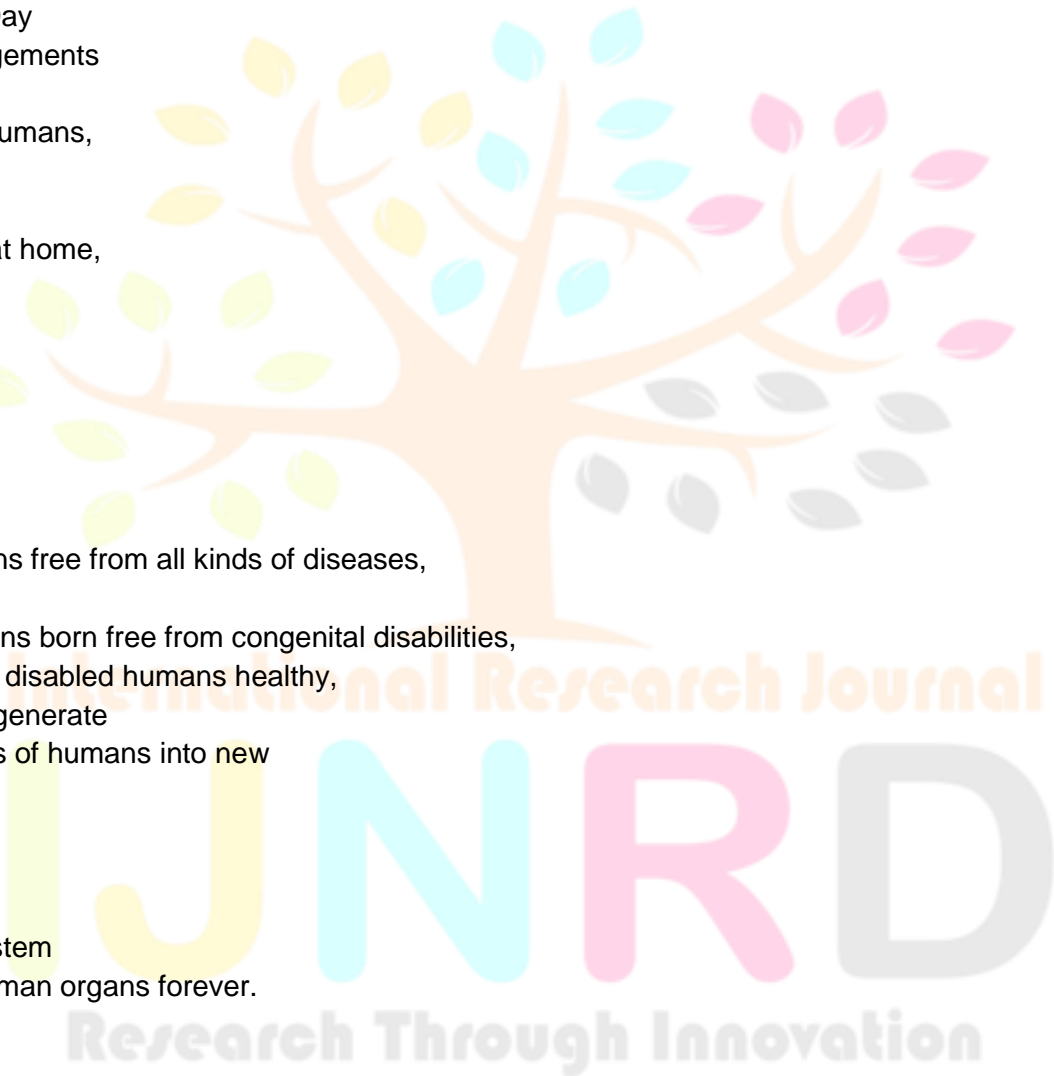 ay
gements
umans,
at home,
ns free from all kinds of diseases,
ns born free from congenital disabilities,
disabled humans healthy,
International Research Journal
generate
s of humans into new
IJNRD
stem
man organs forever.
Research Through Innovation